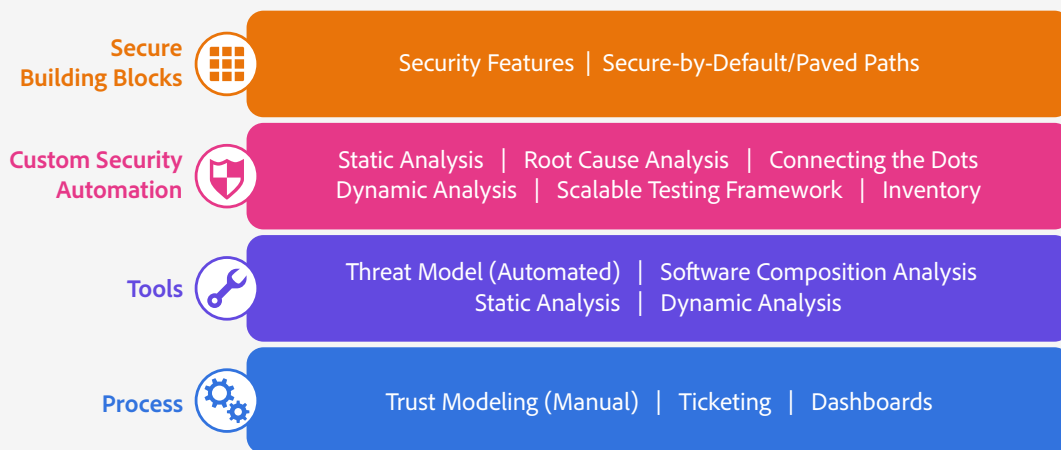 Secure
Building Blocks
Security Features | Secure-by-Default/Paved Paths
Custom Security
Automation
Static Analysis | Root Cause Analysis | Connecting the Dots
Dynamic Analysis | Scalable Testing Framework | Inventory
Tools
Threat Model (Automated) | Software Composition Analysis
Static Analysis | Dynamic Analysis
Process
Trust Modeling (Manual) | Ticketing | Dashboards